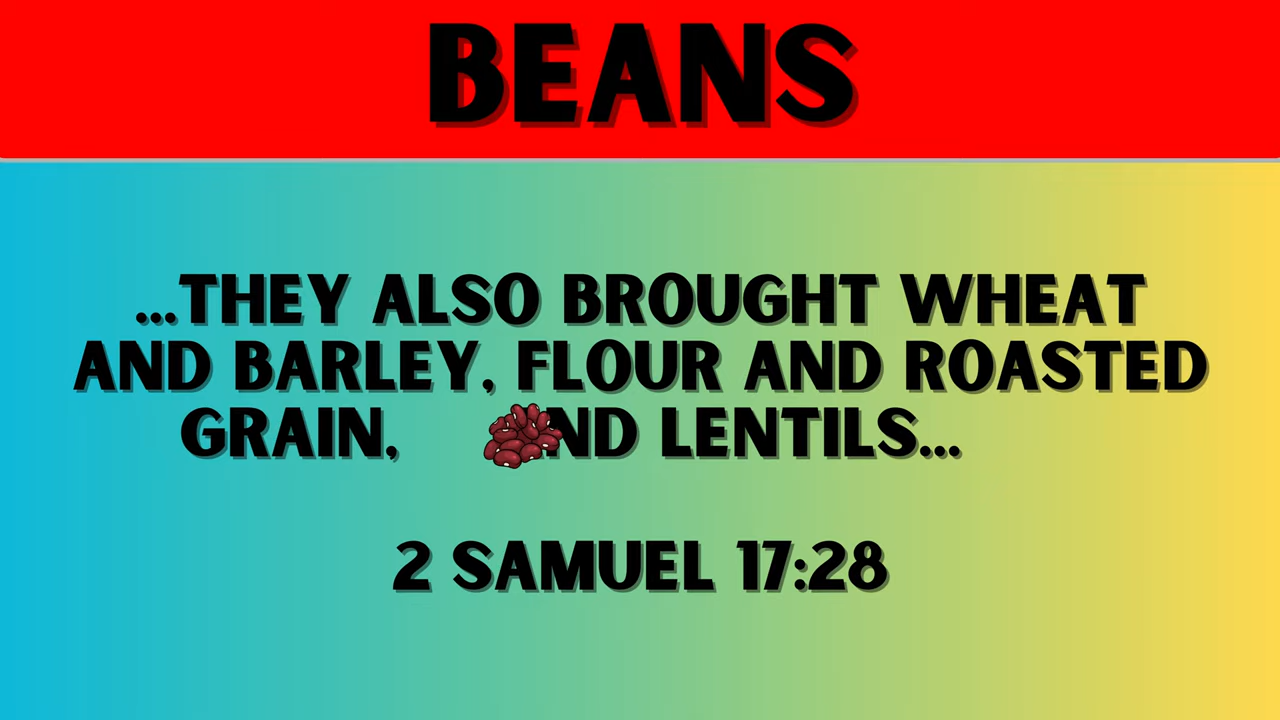 BEANS
...THEY ALSO BROUGHT WHEAT
AND BARLEY, FLOUR AND ROASTED
GRAIN, ND LENTILS...
2 SAMUEL 17:28